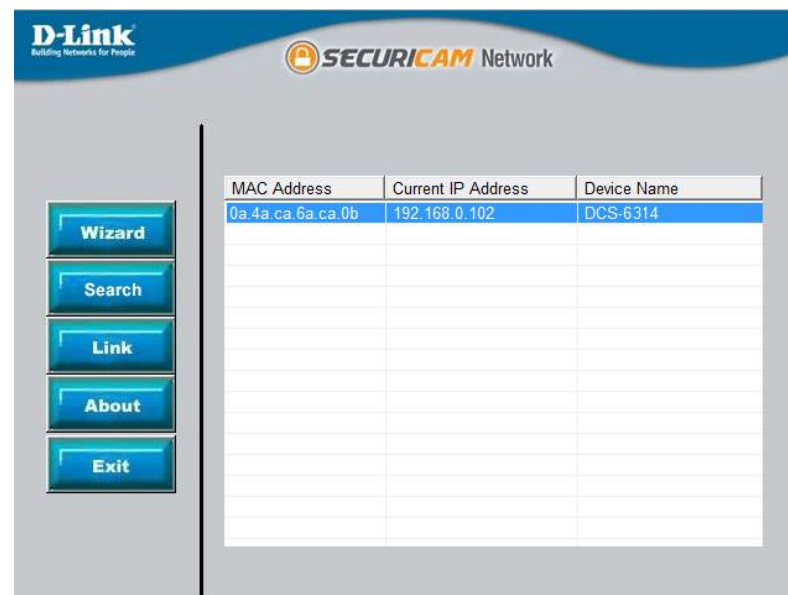 D-Link
Building Networks for People
SECURICAM Network
MAC Address Current IP Address Device Name
0a.4a.ca.6a.ca.0b 192.168.0.102 DCS-6314
Wizard
Search
Link
About
Exit